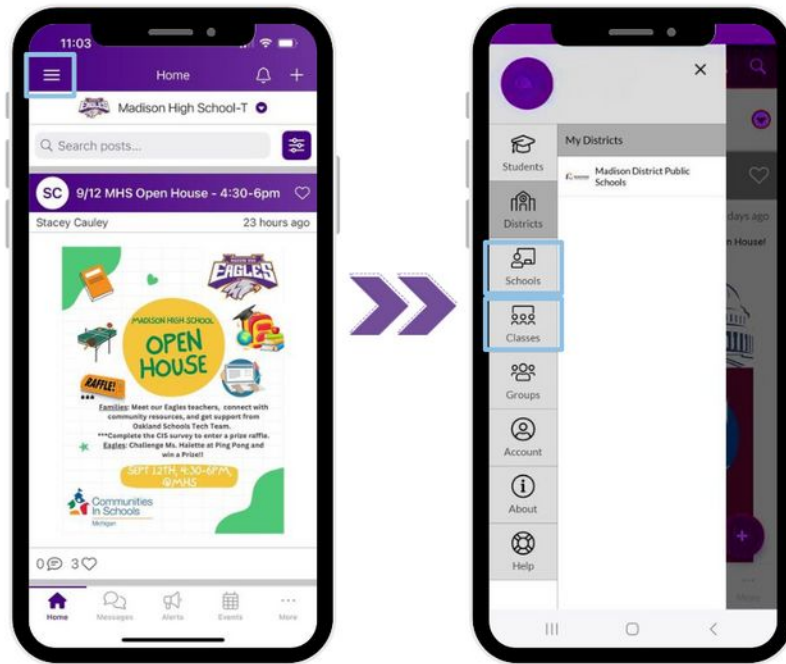 11:03
Home
EAGLES
Madison High School-T
Search posts...
SC 9/12 MHS Open House - 4:30-6pm
Stacey Cauley 23 hours ago
EAGLES
MADISON HIGH SCHOOL
OPEN
HOUSE
RAFFLE!
Families: Meet our Eagles teachers, connect with
community resources, and get support from
Oakland Schools Tech Team.
***Complete the CIS survey to enter a prize raffle.
Eagles: Challenge Ms. Halette at Ping Pong and
win a Prize!!
SEPT 12TH, 4:30-6PM,
@MHS
Communities
In Schools
Michigan
0 3
Home Messages Alerts Events More
My Districts
Madison District Public
Schools
Students
Districts
Schools
Classes
Groups
Account
About
Help
days ago
n House!
More